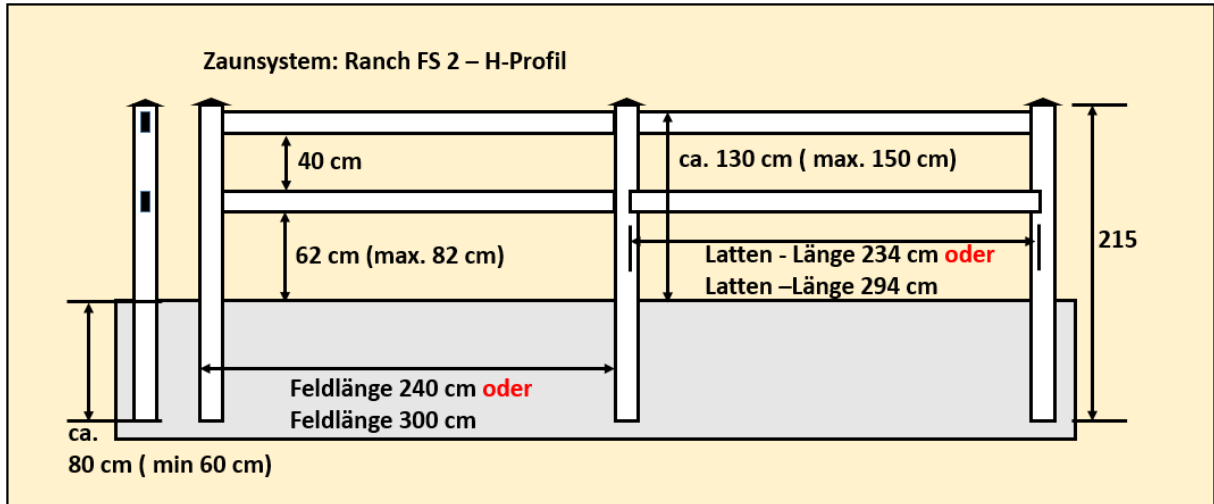 Zaunsystem: Ranch FS 2 – H-Profil
40 cm
ca. 130 cm ( max. 150 cm)
62 cm (max. 82 cm)
Latten - Länge 234 cm oder
Latten –Länge 294 cm
215
Feldlänge 240 cm oder
Feldlänge 300 cm
ca.
80 cm ( min 60 cm)